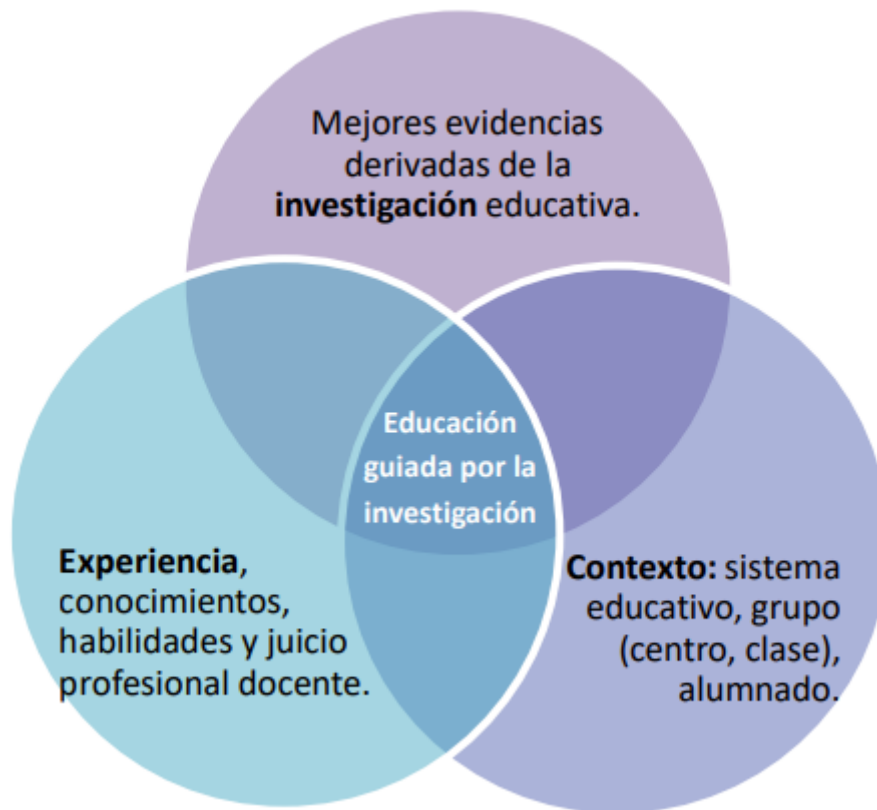 Mejores evidencias
derivadas de la
investigación educativa.
Educación
guiada por la
investigación
Experiencia,
conocimientos,
habilidades y juicio
profesional docente.
Contexto: sistema
educativo, grupo
(centro, clase),
alumnado.